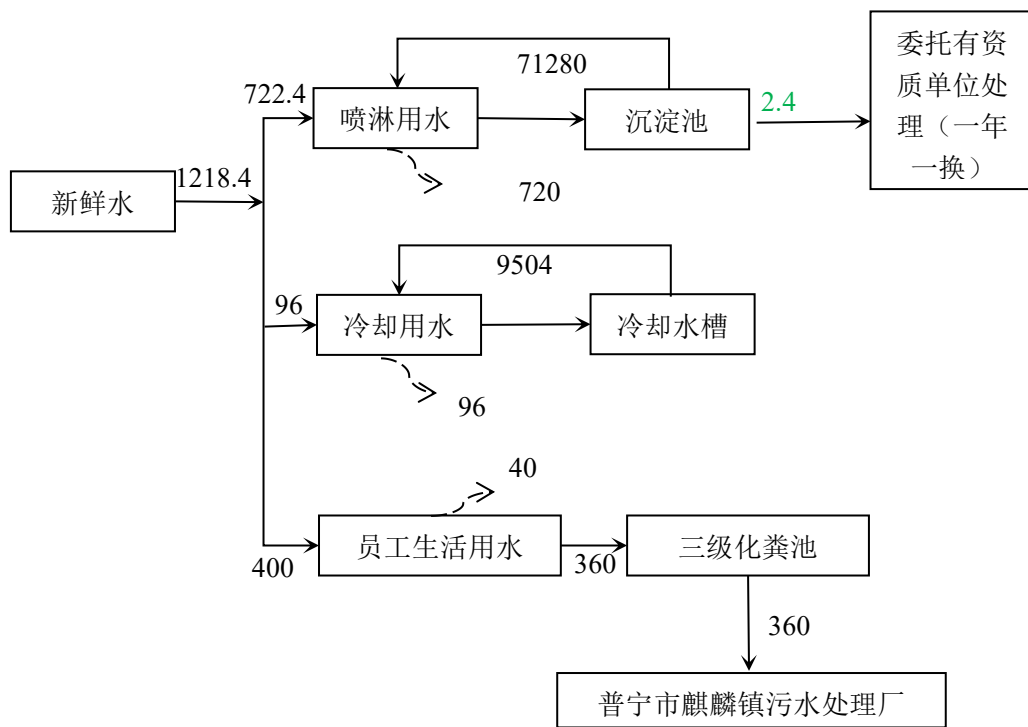 委托有资
质单位处
理（一年
一换）
71280
722.4
喷淋用水
沉淀池
2.4
1218.4
新鲜水
720
9504
96
冷却用水
冷却水槽
96
40
员工生活用水
三级化粪池
400
360
360
普宁市麒麟镇污水处理厂